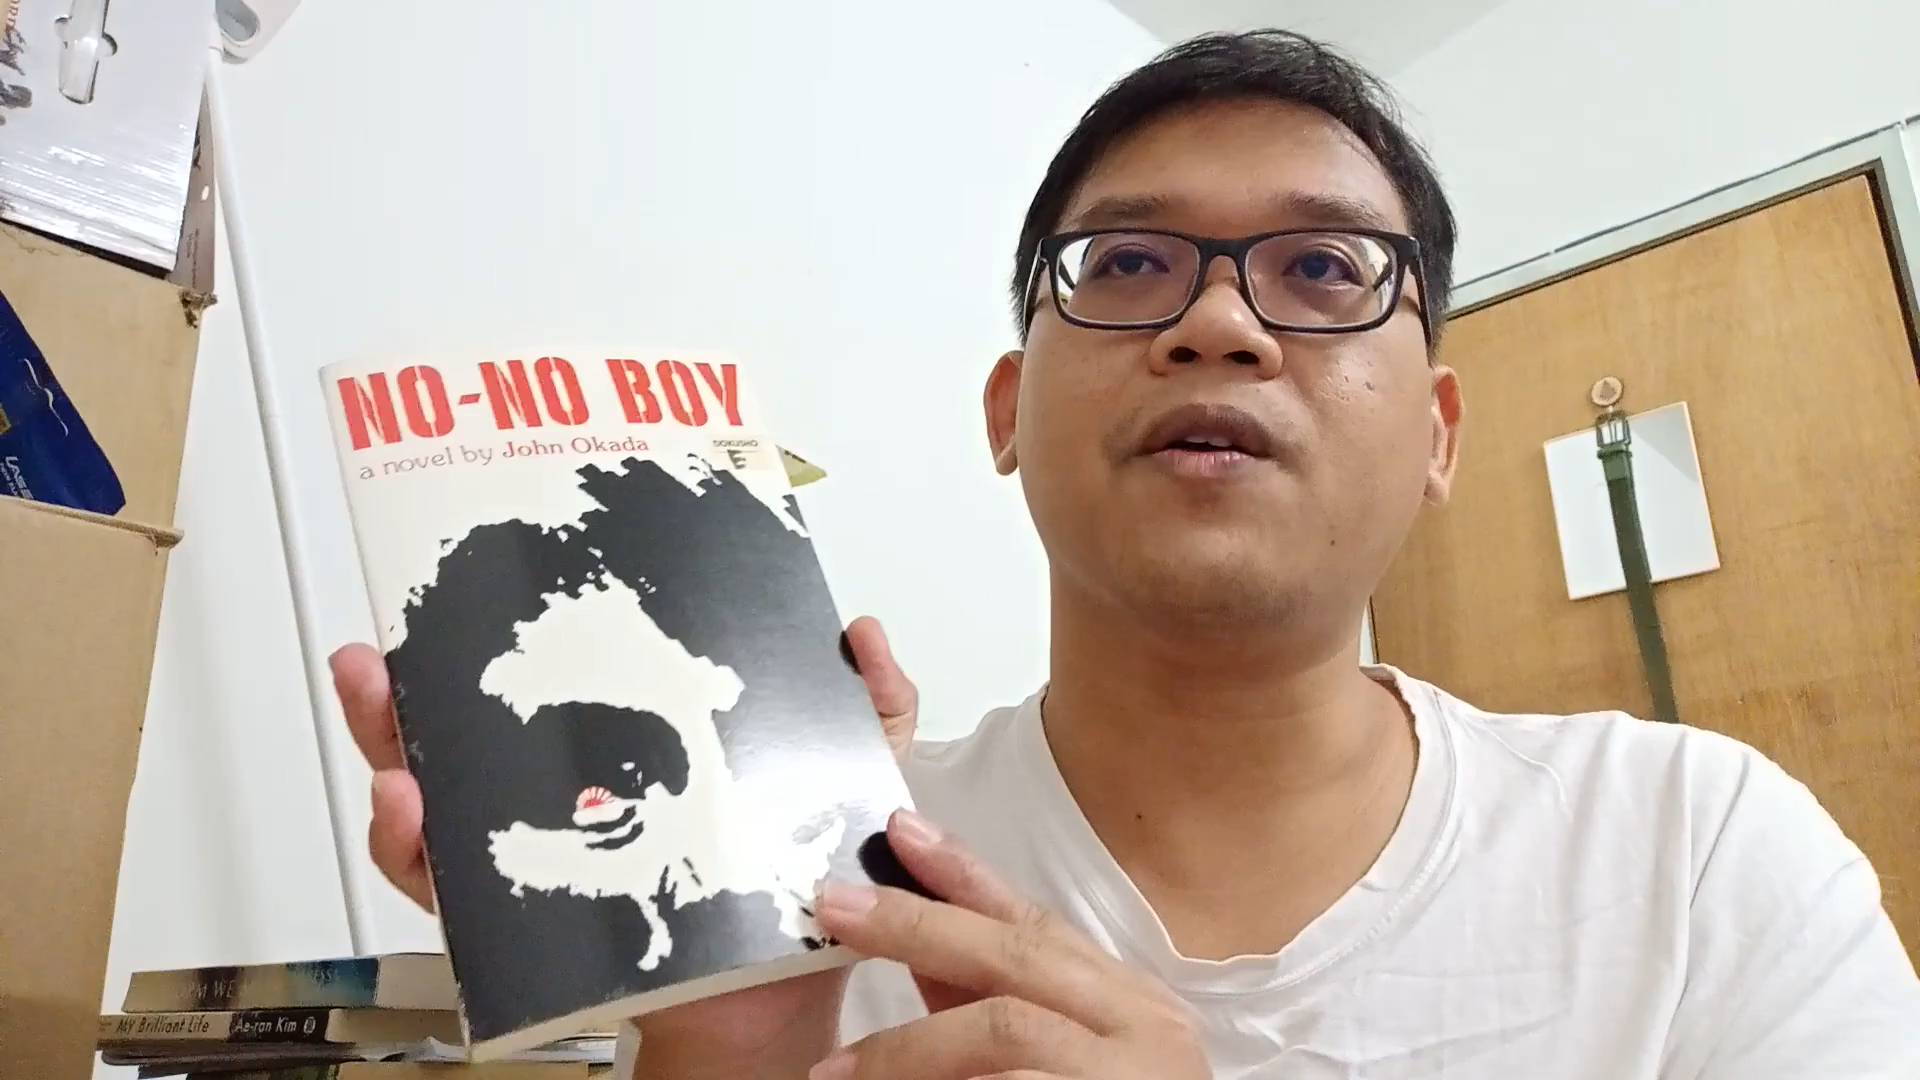 NO-NO BOY
a novel by John Okada
DOKUSHO
E
My Brilliant Life Ae-ran Kim